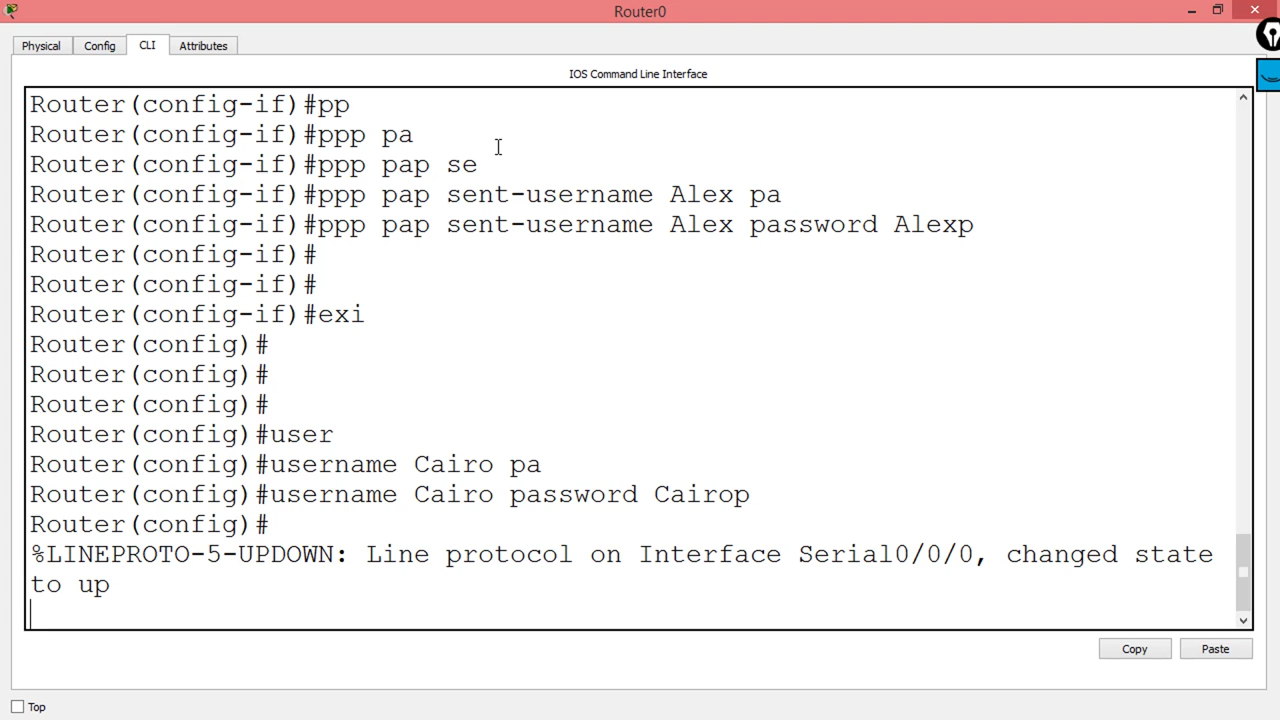 Router0
Physical
Config
CLI
Attributes
IOS Command Line Interface
Router(config-if)#pp
Router(config-if)#ppp pa
Router(config-if)#ppp pap se
Router(config-if)#ppp pap sent-username Alex pa
Router(config-if)#ppp pap sent-username Alex password Alexp
Router(config-if)#
Router(config-if)#
Router(config-if)#exi
Router(config)#
Router(config)#
Router(config)#
Router(config)#user
Router(config)#username Cairo pa
Router(config)#username Cairo password Cairop
Router(config)#
%LINEPROTO-5-UPDOWN: Line protocol on Interface Serial0/0/0, changed state
to up
Copy
Paste
Top